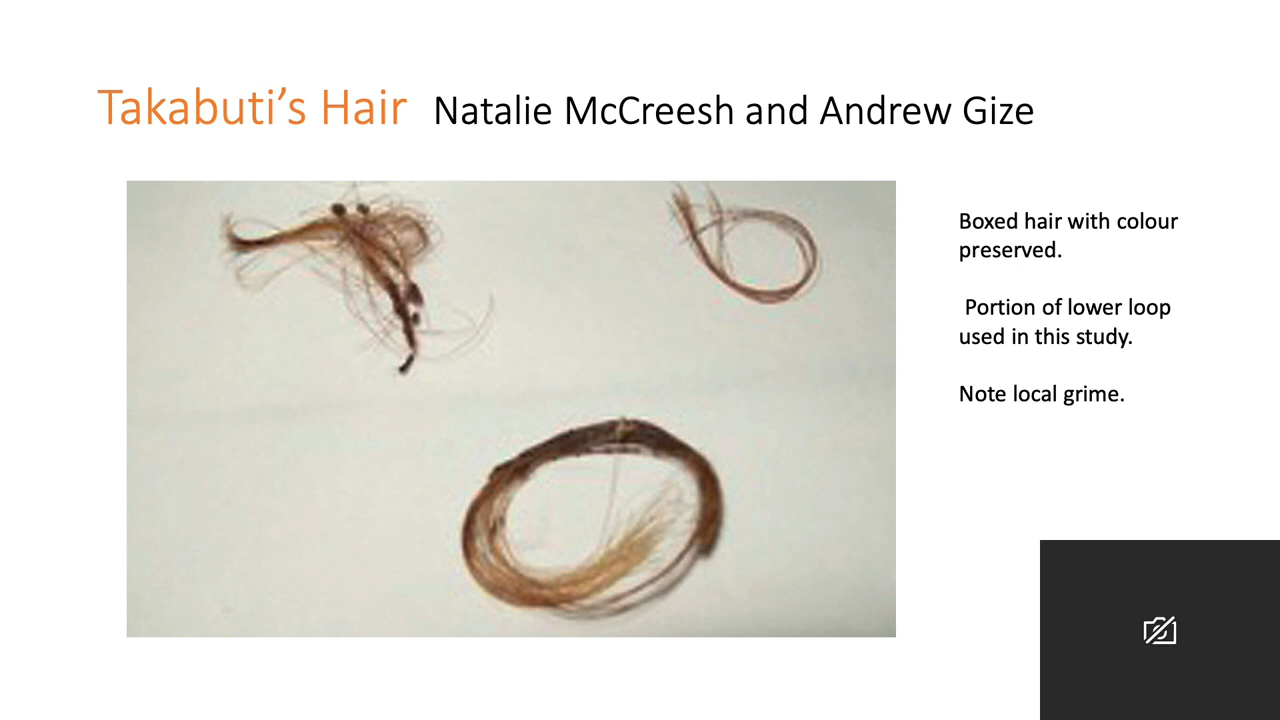 Takabuti’s Hair Natalie McCreesh and Andrew Gize
Boxed hair with colour
preserved.
Portion of lower loop
used in this study.
Note local grime.